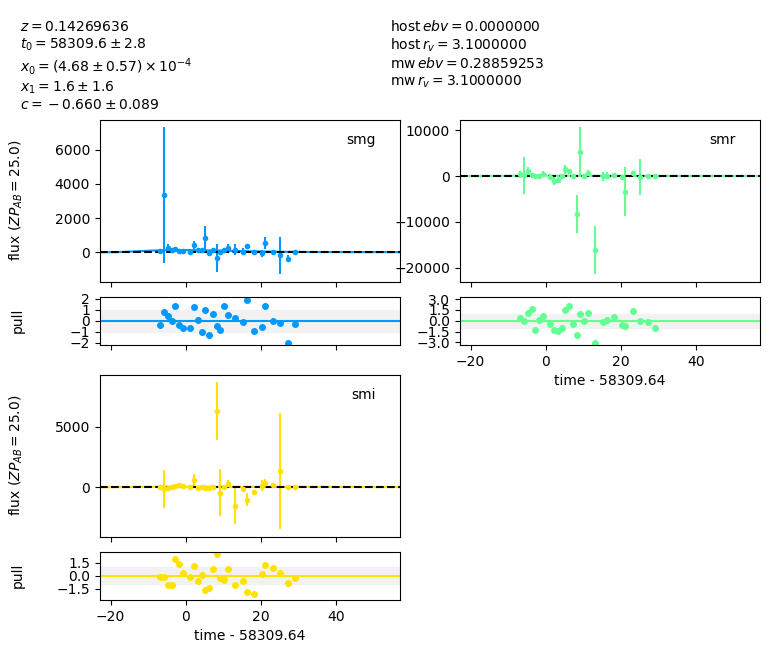 z = 0.14269636
t₀ = 58309.6 ± 2.8
x₀ = (4.68 ± 0.57) × 10⁻⁴
x₁ = 1.6 ± 1.6
c = −0.660 ± 0.089
host ebv = 0.0000000
host r_v = 3.1000000
mw ebv = 0.28859253
mw r_v = 3.1000000
smg
flux (ZP_AB = 25.0)
6000
4000
2000
0
pull
2
1
0
−1
−2
smr
10000
0
−10000
−20000
3.0
1.5
0.0
−1.5
−3.0
−20
0
20
40
time - 58309.64
smi
flux (ZP_AB = 25.0)
5000
0
pull
1.5
0.0
−1.5
−20
0
20
40
time - 58309.64